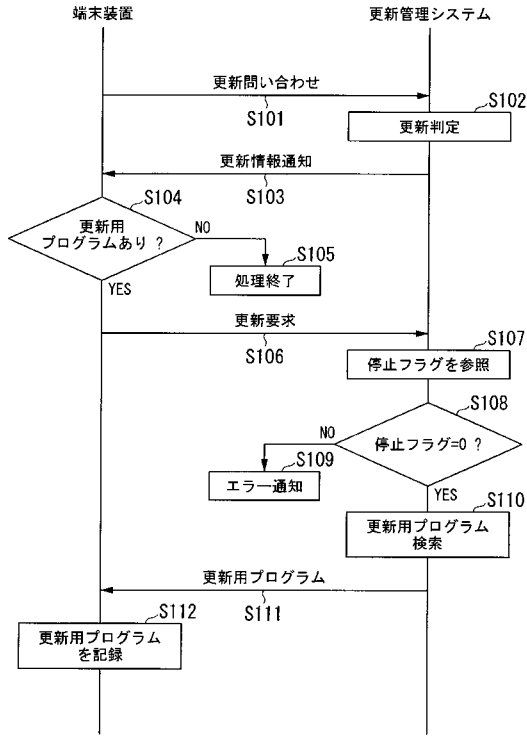 端末装置
更新管理システム
更新問い合わせ
S101
S102
更新判定
更新情報通知
S103
S104
更新用
プログラムあり ?
NO
S105
処理終了
YES
更新要求
S106
S107
停止フラグを参照
S108
停止フラグ=0 ?
NO
S109
エラー通知
YES
S110
更新用プログラム
検索
更新用プログラム
S111
S112
更新用プログラム
を記録